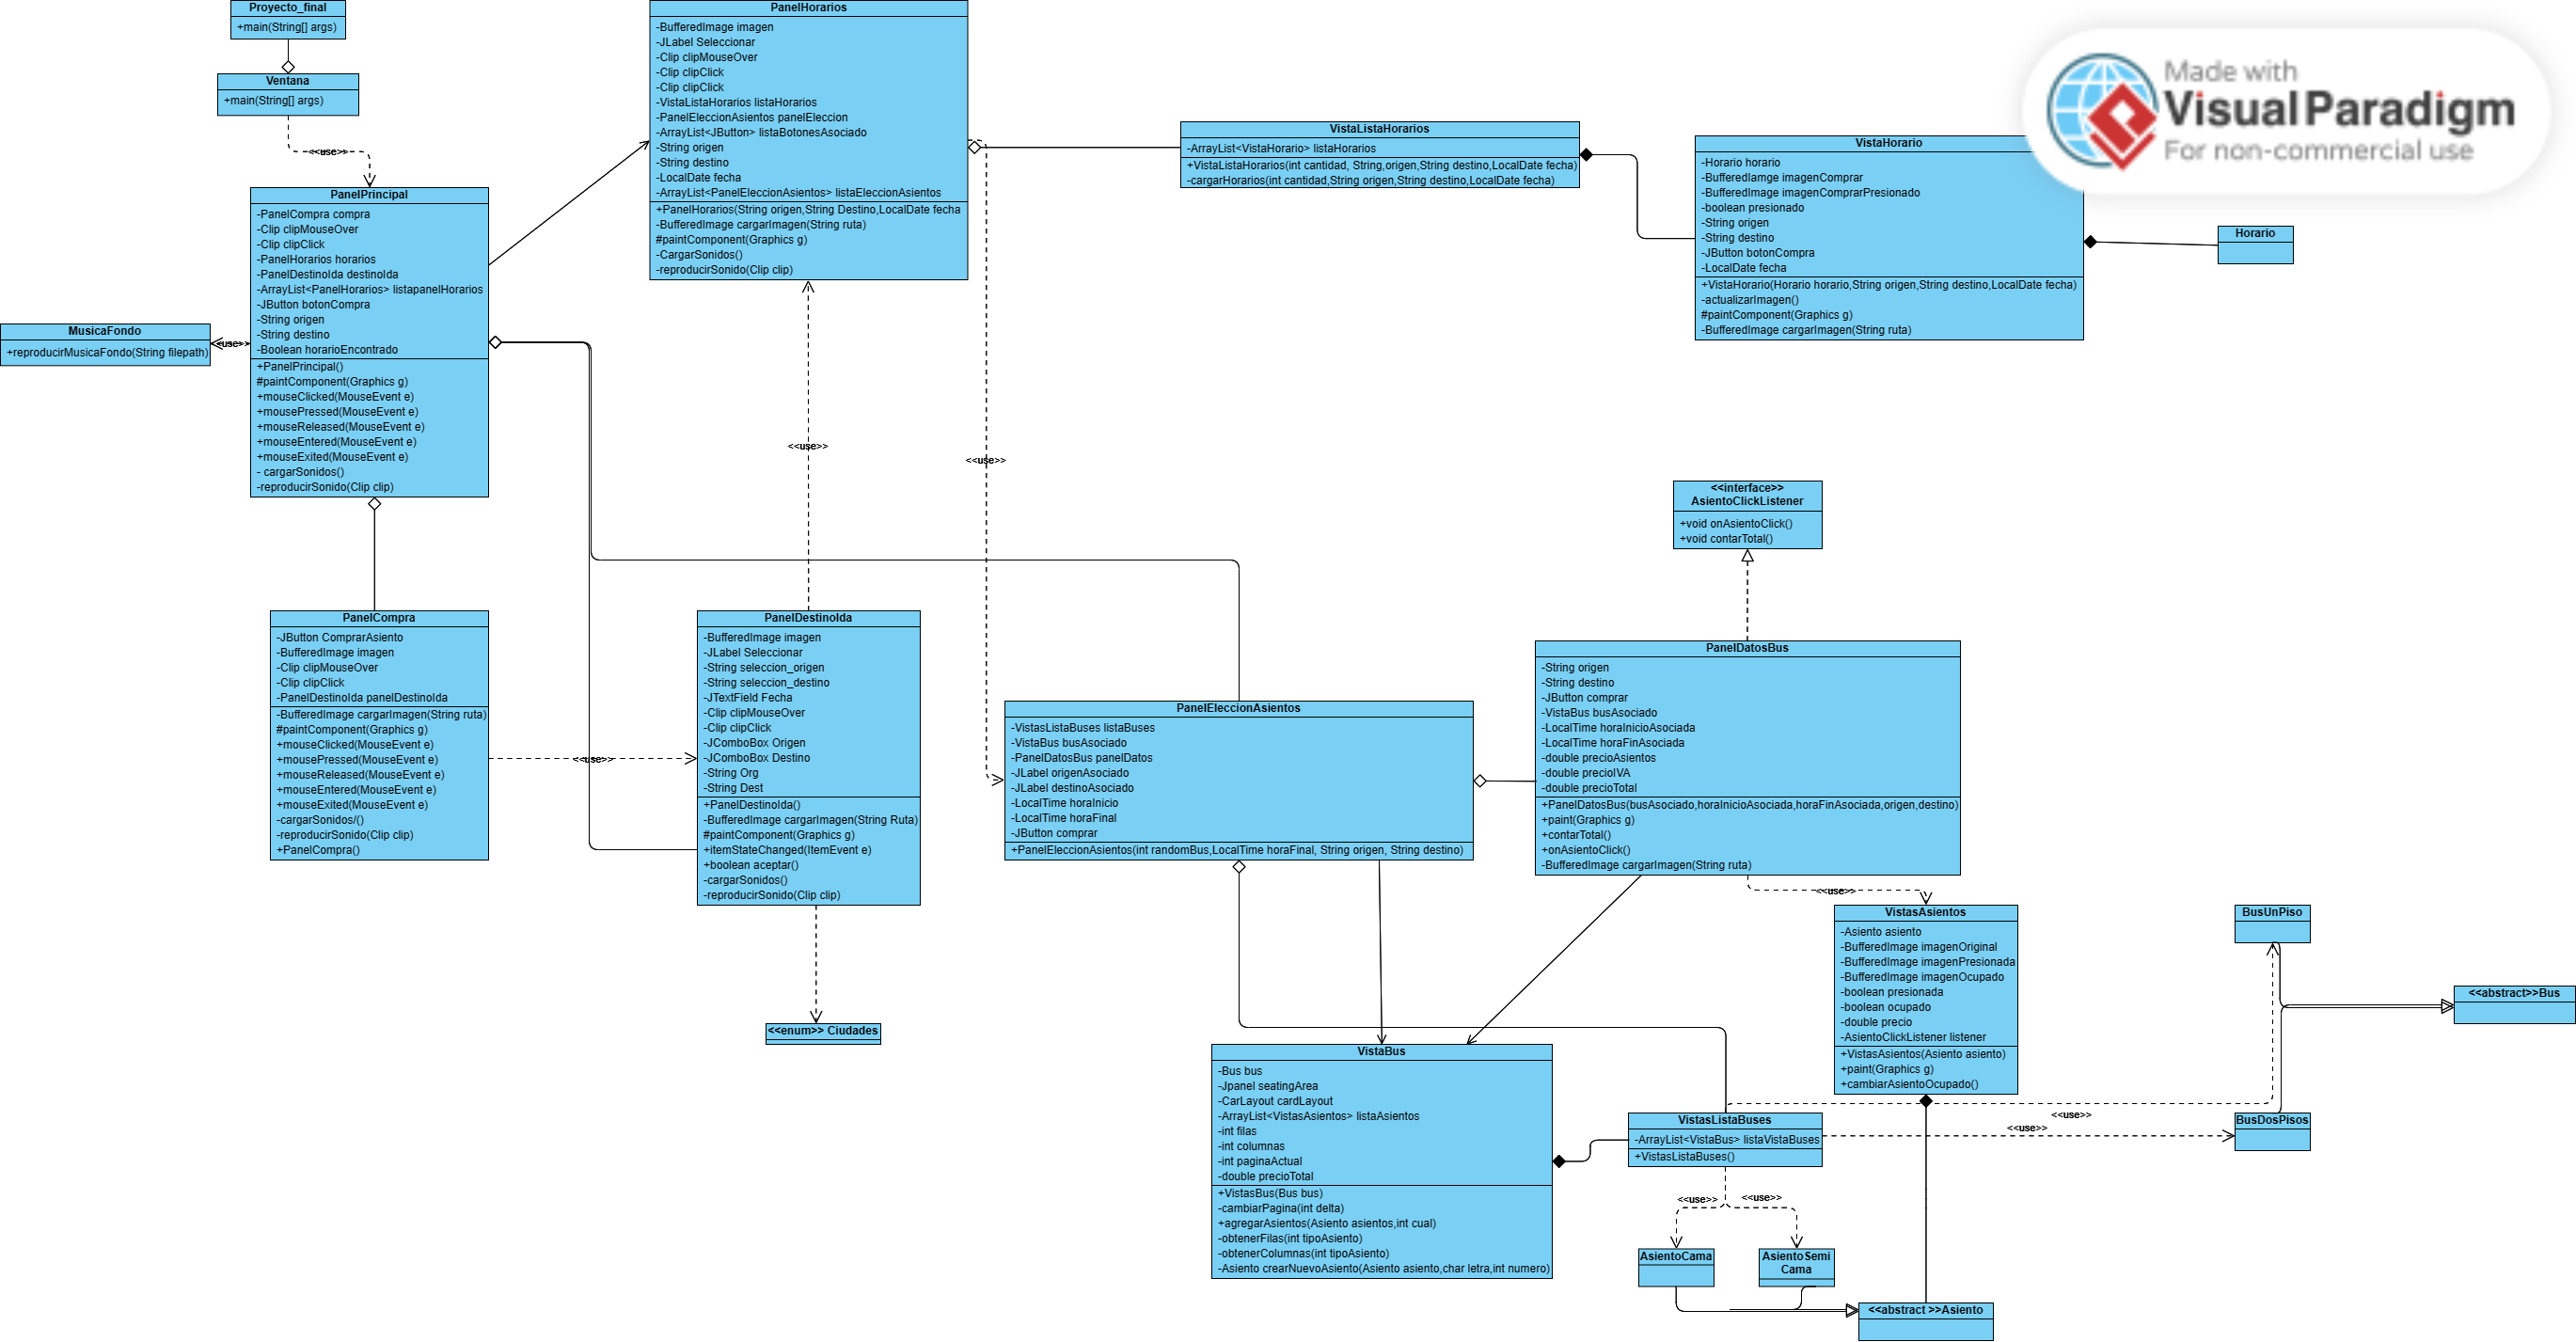 Proyecto_final
+main(String[] args)
Ventana
+main(String[] args)
<<use>>
PanelPrincipal
-PanelCompra compra
-Clip clipMouseOver
-Clip clipClick
-PanelHorarios horarios
-PanelDestinoIda destinoIda
-ArrayList<PanelHorarios> listapanelHorarios
-JButton botonCompra
-String origen
-String destino
-Boolean horarioEncontrado
+PanelPrincipal()
#paintComponent(Graphics g)
+mouseClicked(MouseEvent e)
+mousePressed(MouseEvent e)
+mouseReleased(MouseEvent e)
+mouseEntered(MouseEvent e)
+mouseExited(MouseEvent e)
- cargarSonidos()
-reproducirSonido(Clip clip)
MusicaFondo
+reproducirMusicaFondo(String filepath)
<<use>>
PanelHorarios
-BufferedImage imagen
-JLabel Seleccionar
-Clip clipMouseOver
-Clip clipClick
-Clip clipClick
-VistaListaHorarios listaHorarios
-PanelEleccionAsientos panelEleccion
-ArrayList<JButton> listaBotonesAsociado
-String origen
-String destino
-LocalDate fecha
-ArrayList<PanelEleccionAsientos> listaEleccionAsientos
+PanelHorarios(String origen,String Destino,LocalDate fecha
-BufferedImage cargarImagen(String ruta)
#paintComponent(Graphics g)
-CargarSonidos()
-reproducirSonido(Clip clip)
VistaListaHorarios
-ArrayList<VistaHorario> listaHorarios
+VistaListaHorarios(int cantidad, String,origen,String destino,LocalDate fecha)
-cargarHorarios(int cantidad,String origen,String destino,LocalDate fecha)
VistaHorario
-Horario horario
-BufferedIamge imagenComprar
-BufferedImage imagenComprarPresionado
-boolean presionado
-String origen
-String destino
-JButton botonCompra
-LocalDate fecha
+VistaHorario(Horario horario,String origen,String destino,LocalDate fecha)
-actualizarImagen()
#paintComponent(Graphics g)
-BufferedImage cargarImagen(String ruta)
Made with
Visual Paradigm
For non-commercial use
Horario
<<use>>
<<use>>
<<interface>>
AsientoClickListener
+void onAsientoClick()
+void contarTotal()
PanelCompra
-JButton ComprarAsiento
-BufferedImage imagen
-Clip clipMouseOver
-Clip clipClick
-PanelDestinoIda panelDestinoIda
-BufferedImage cargarImagen(String ruta)
#paintComponent(Graphics g)
+mouseClicked(MouseEvent e)
+mousePressed(MouseEvent e)
+mouseReleased(MouseEvent e)
+mouseEntered(MouseEvent e)
+mouseExited(MouseEvent e)
-cargarSonidos/()
-reproducirSonido(Clip clip)
+PanelCompra()
<<use>>
PanelDestinoIda
-BufferedImage imagen
-JLabel Seleccionar
-String seleccion_origen
-String seleccion_destino
-JTextField Fecha
-Clip clipMouseOver
-Clip clipClick
-JComboBox Origen
-JComboBox Destino
-String Org
-String Dest
+PanelDestinoIda()
-BufferedImage cargarImagen(String Ruta)
#paintComponent(Graphics g)
+itemStateChanged(ItemEvent e)
+boolean aceptar()
-cargarSonidos()
-reproducirSonido(Clip clip)
<<enum>> Ciudades
PanelEleccionAsientos
-VistasListaBuses listaBuses
-VistaBus busAsociado
-PanelDatosBus panelDatos
-JLabel origenAsociado
-JLabel destinoAsociado
-LocalTime horaInicio
-LocalTime horaFinal
-JButton comprar
+PanelEleccionAsientos(int randomBus,LocalTime horaFinal, String origen, String destino)
PanelDatosBus
-String origen
-String destino
-JButton comprar
-VistaBus busAsociado
-LocalTime horaInicioAsociada
-LocalTime horaFinAsociada
-double precioAsientos
-double precioIVA
-double precioTotal
+PanelDatosBus(busAsociado,horaInicioAsociada,horaFinAsociada,origen,destino)
+paint(Graphics g)
+contarTotal()
+onAsientoClick()
-BufferedImage cargarImagen(String ruta)
<<use>>
VistasAsientos
-Asiento asiento
-BufferedImage imagenOriginal
-BufferedImage imagenPresionada
-BufferedImage imagenOcupado
-boolean presionada
-boolean ocupado
-double precio
-AsientoClickListener listener
+VistasAsientos(Asiento asiento)
+paint(Graphics g)
+cambiarAsientoOcupado()
BusUnPiso
<<abstract>>Bus
BusDosPisos
<<use>>
<<use>>
VistaBus
-Bus bus
-Jpanel seatingArea
-CarLayout cardLayout
-ArrayList<VistasAsientos> listaAsientos
-int filas
-int columnas
-int paginaActual
-double precioTotal
+VistasBus(Bus bus)
-cambiarPagina(int delta)
+agregarAsientos(Asiento asientos,int cual)
-obtenerFilas(int tipoAsiento)
-obtenerColumnas(int tipoAsiento)
-Asiento crearNuevoAsiento(Asiento asiento,char letra,int numero)
VistasListaBuses
-ArrayList<VistaBus> listaVistaBuses
+VistasListaBuses()
<<use>>
<<use>>
AsientoCama
AsientoSemi
Cama
<<abstract >>Asiento